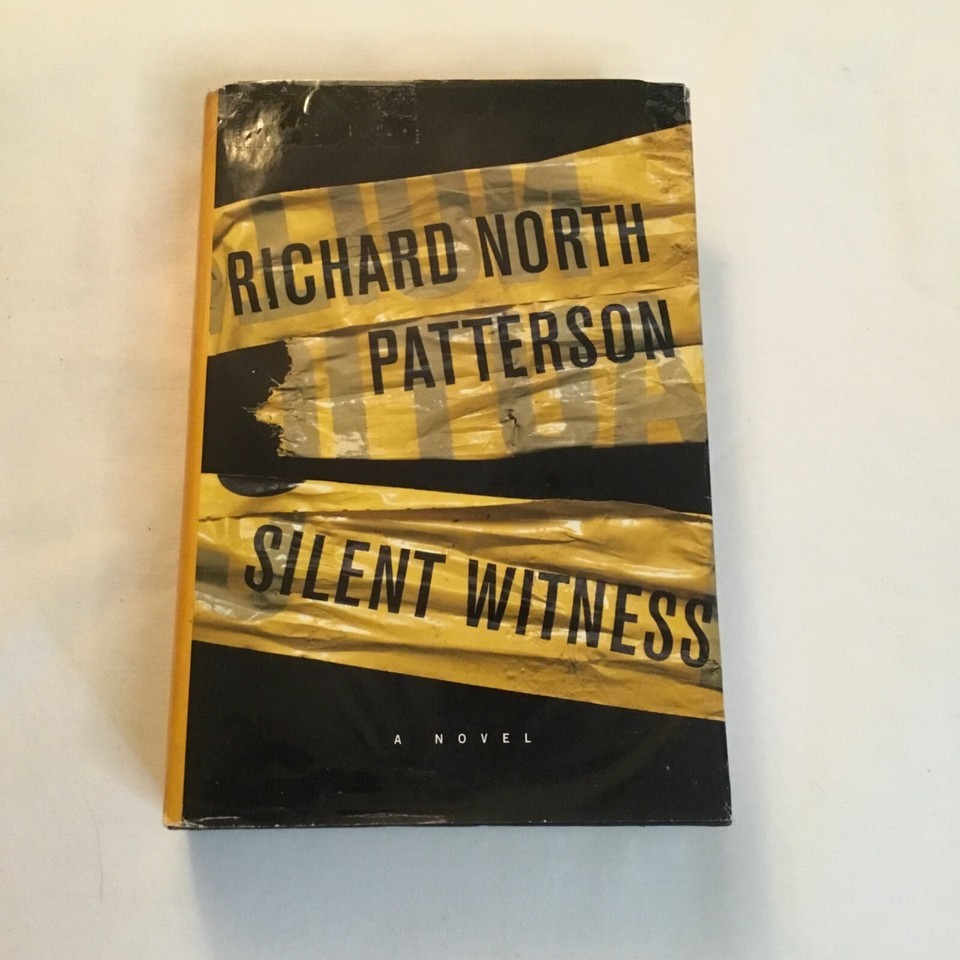 RICHARD NORTH
PATTERSON
SILENT WITNESS
A NOVEL